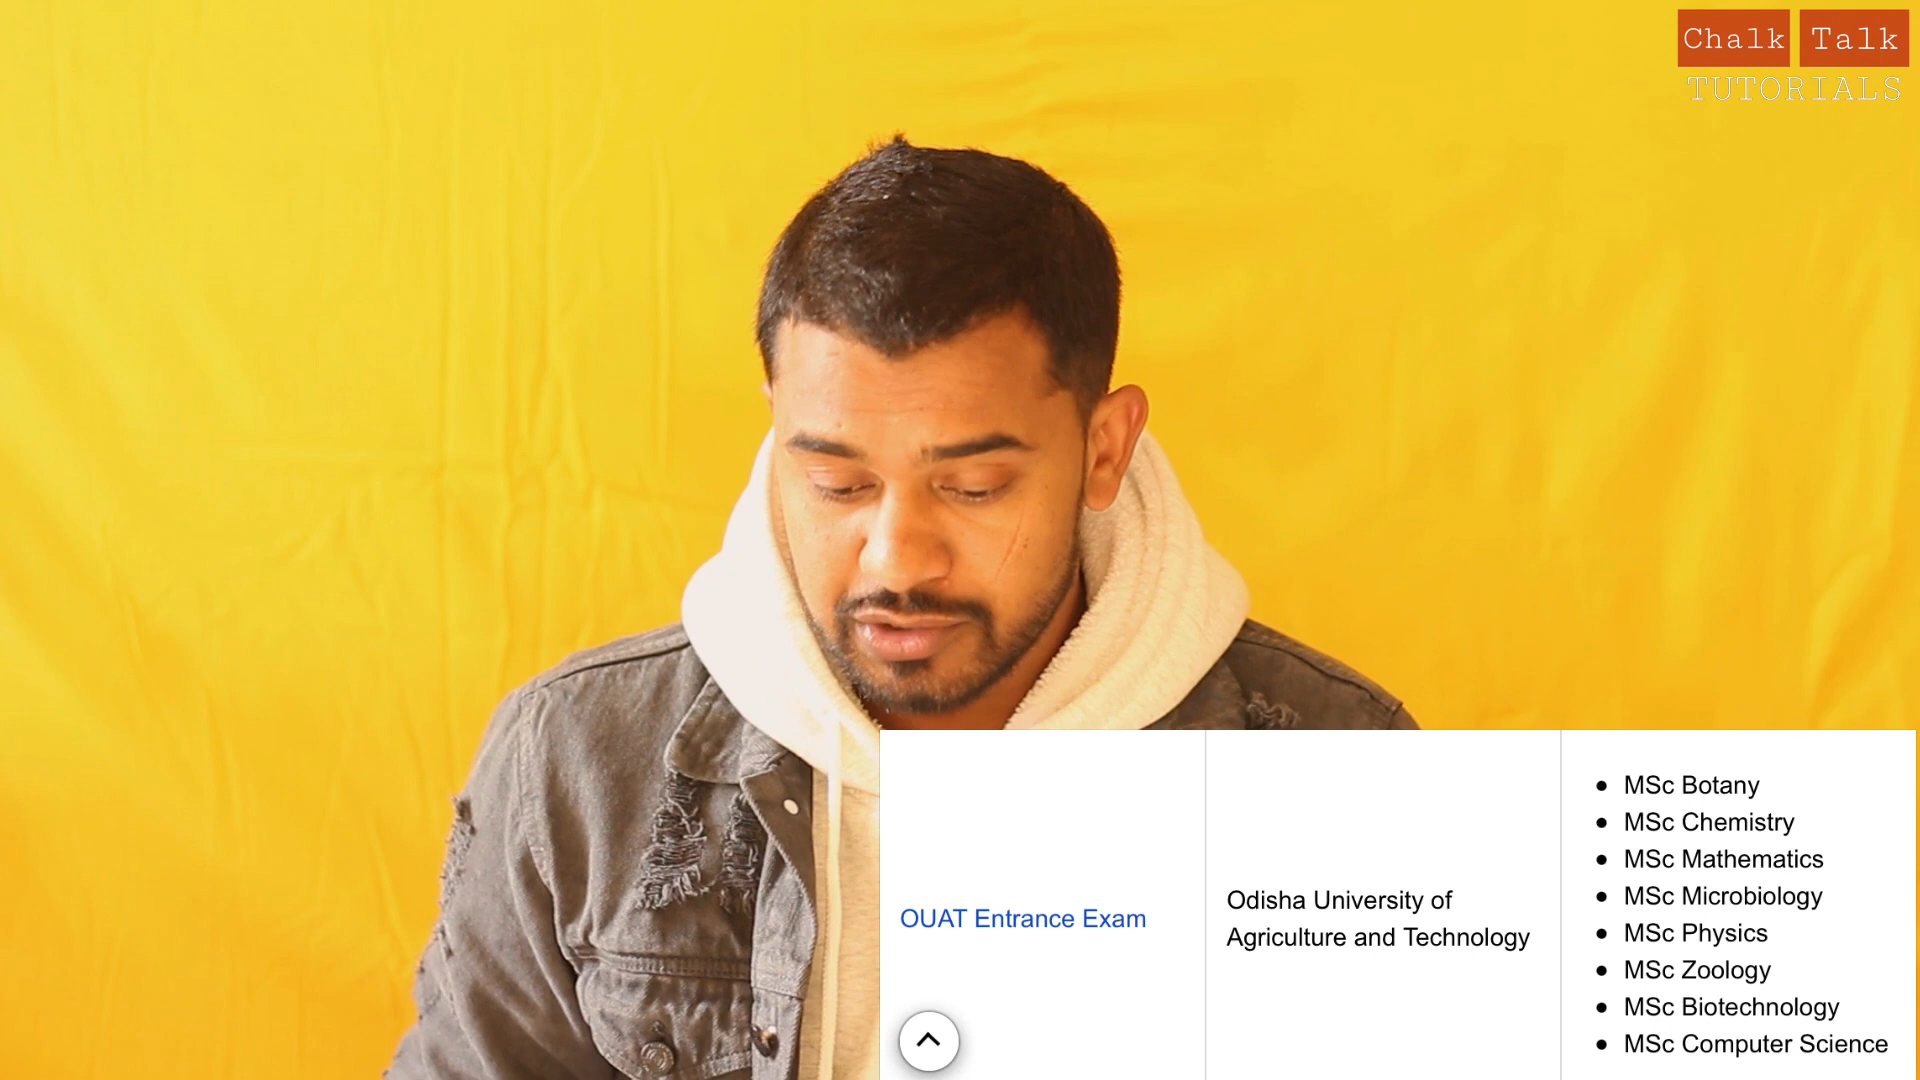 Chalk Talk
TUTORIALS
OUAT Entrance Exam
Odisha University of
Agriculture and Technology
MSc Botany
MSc Chemistry
MSc Mathematics
MSc Microbiology
MSc Physics
MSc Zoology
MSc Biotechnology
MSc Computer Science